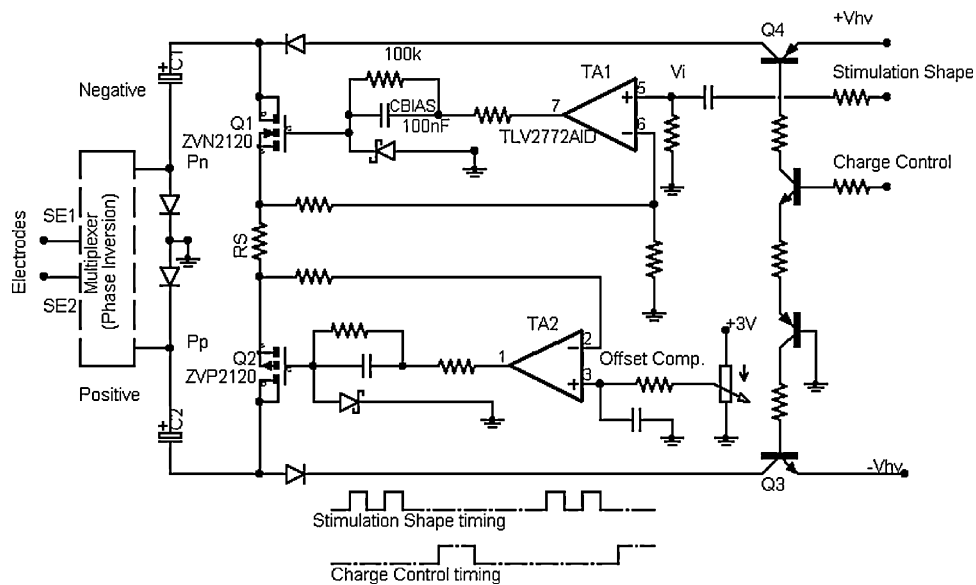 Q4
+Vhv
C1
+
100k
TA1
Vi
Stimulation Shape
Negative
5
CBIAS
7
+
Q1
100nF
TLV2772AID
6
-
ZVN2120
Charge Control
Pn
SE1
Electrodes
Multiplexer
(Phase Inversion)
RS
SE2
TA2
+3V
Pp
2
-
Q2
1
Offset Comp.
ZVP2120
3
+
Positive
+
C2
-Vhv
Q3
Stimulation Shape timing
Charge Control timing